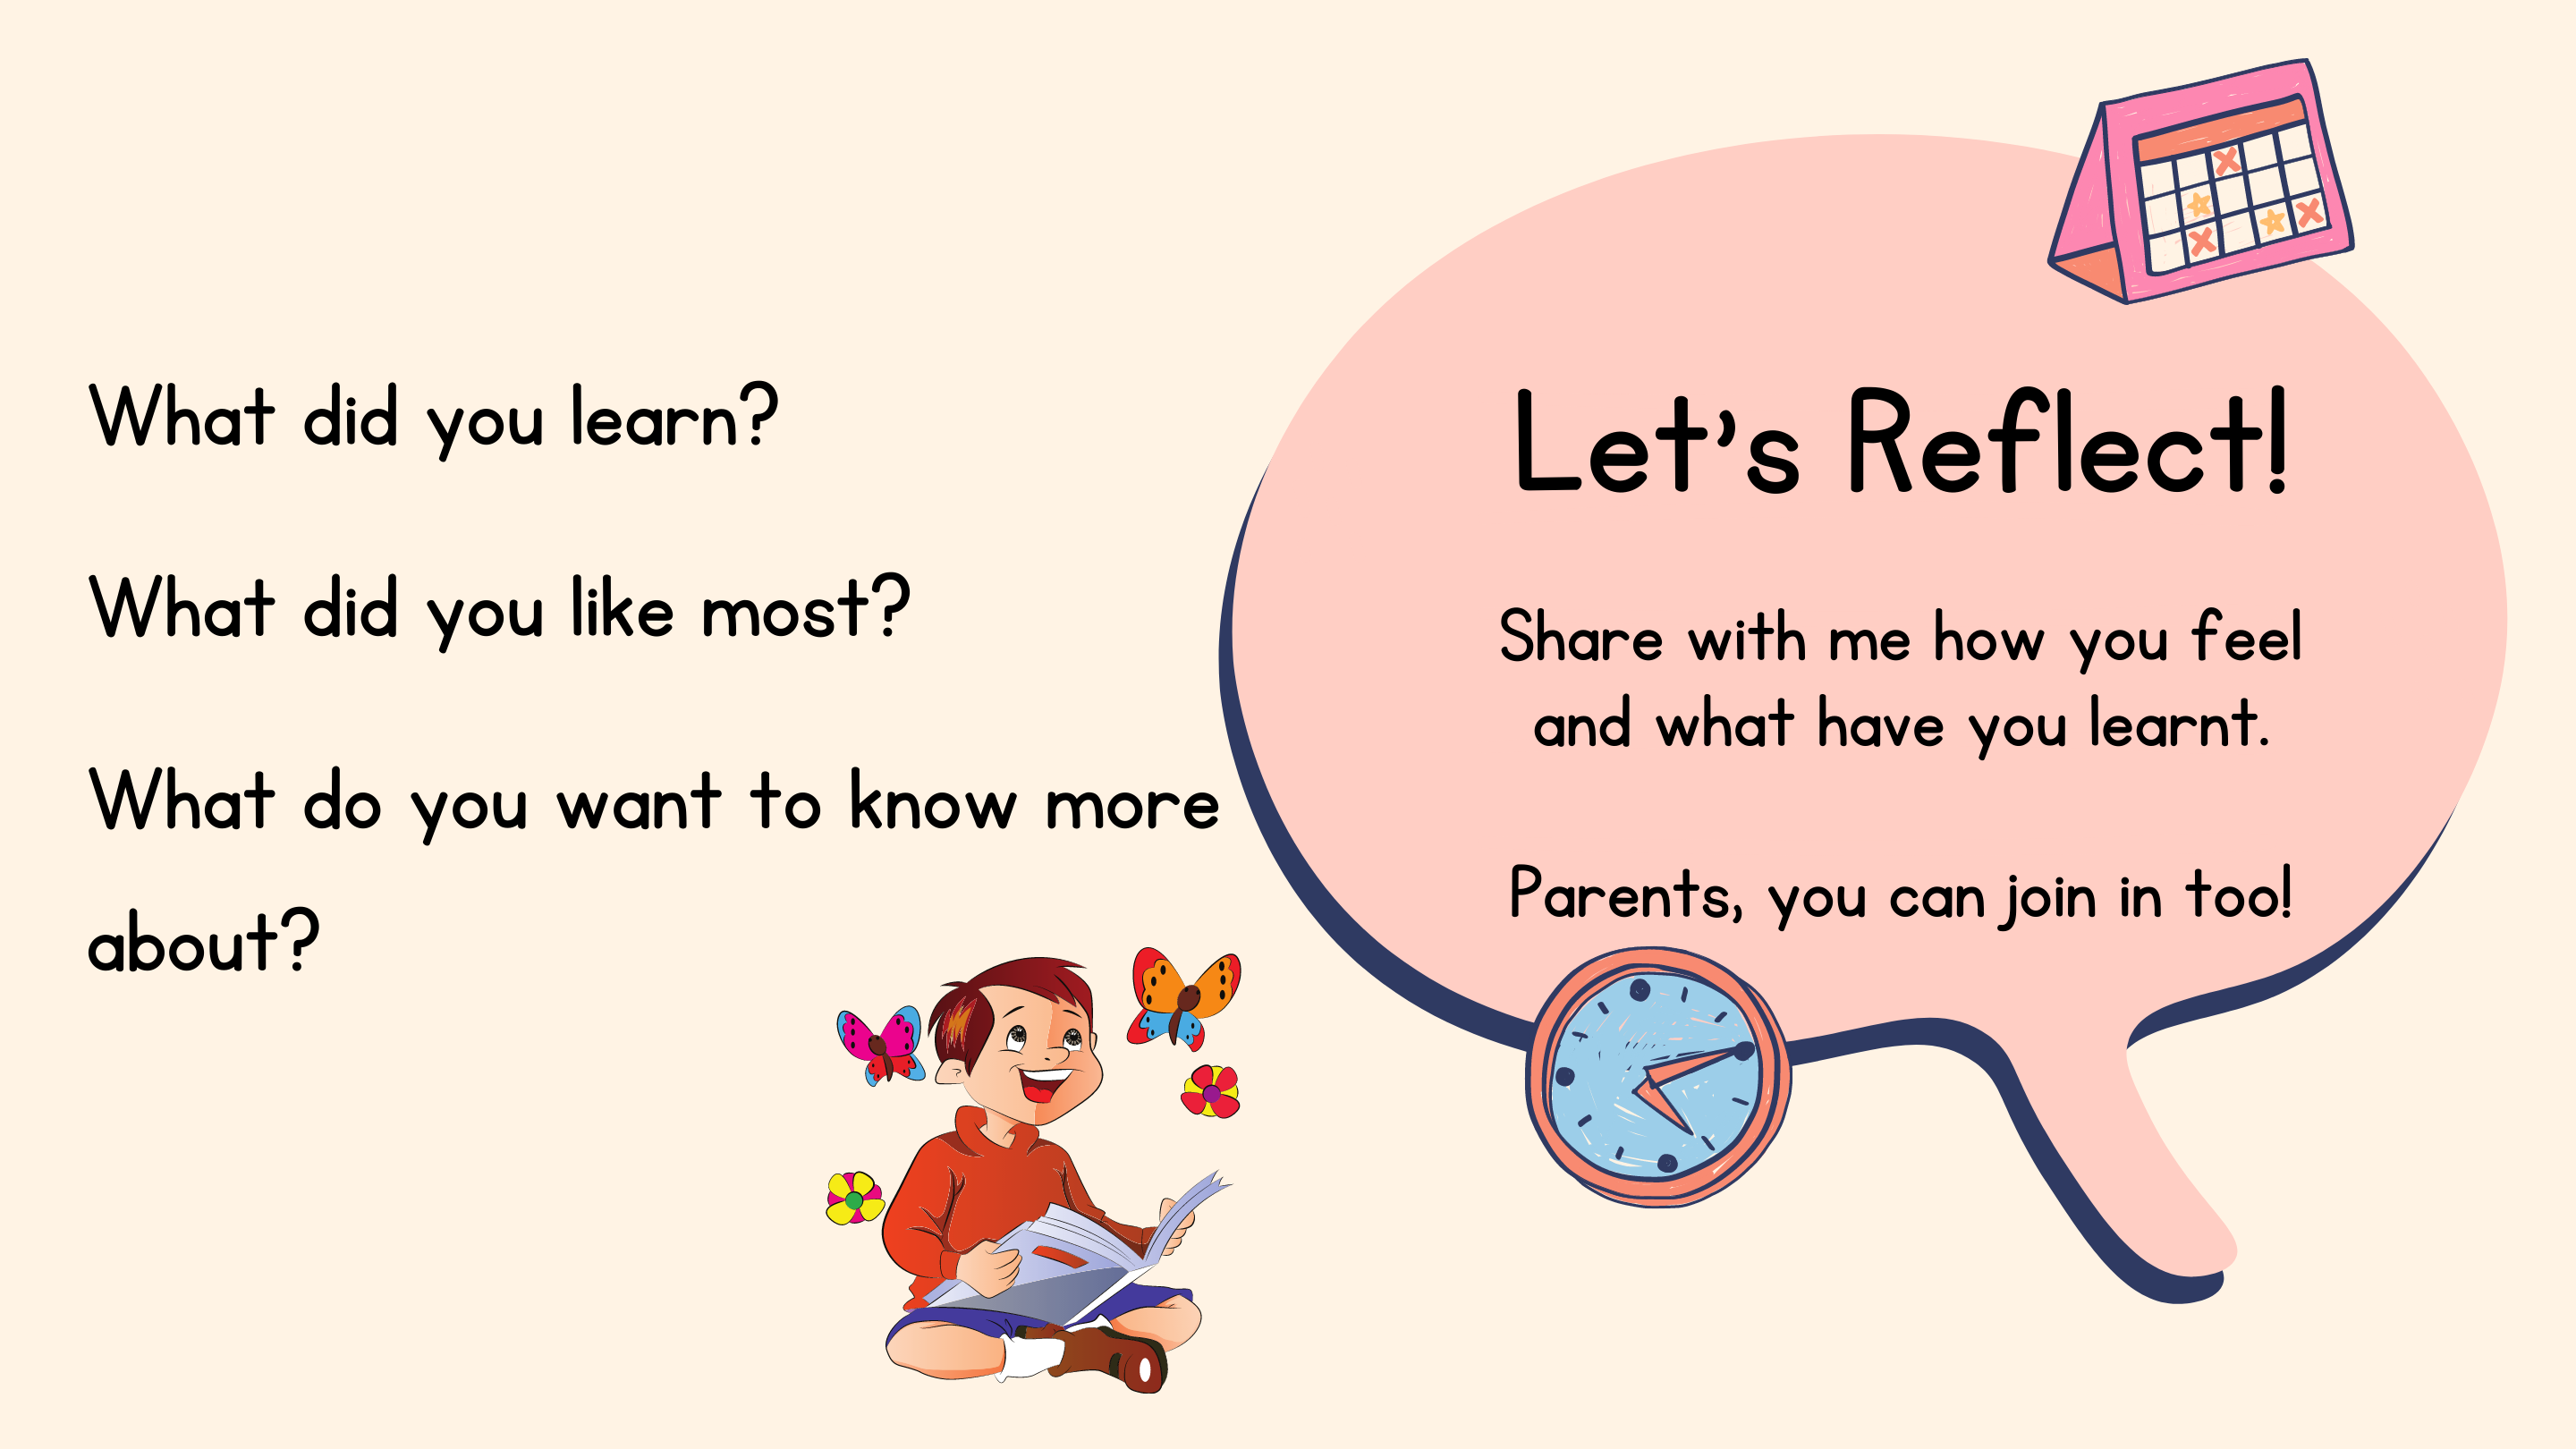 What did you learn?
What did you like most?
What do you want to know more
about?
Let's Reflect!
Share with me how you feel
and what have you learnt.
Parents, you can join in too!